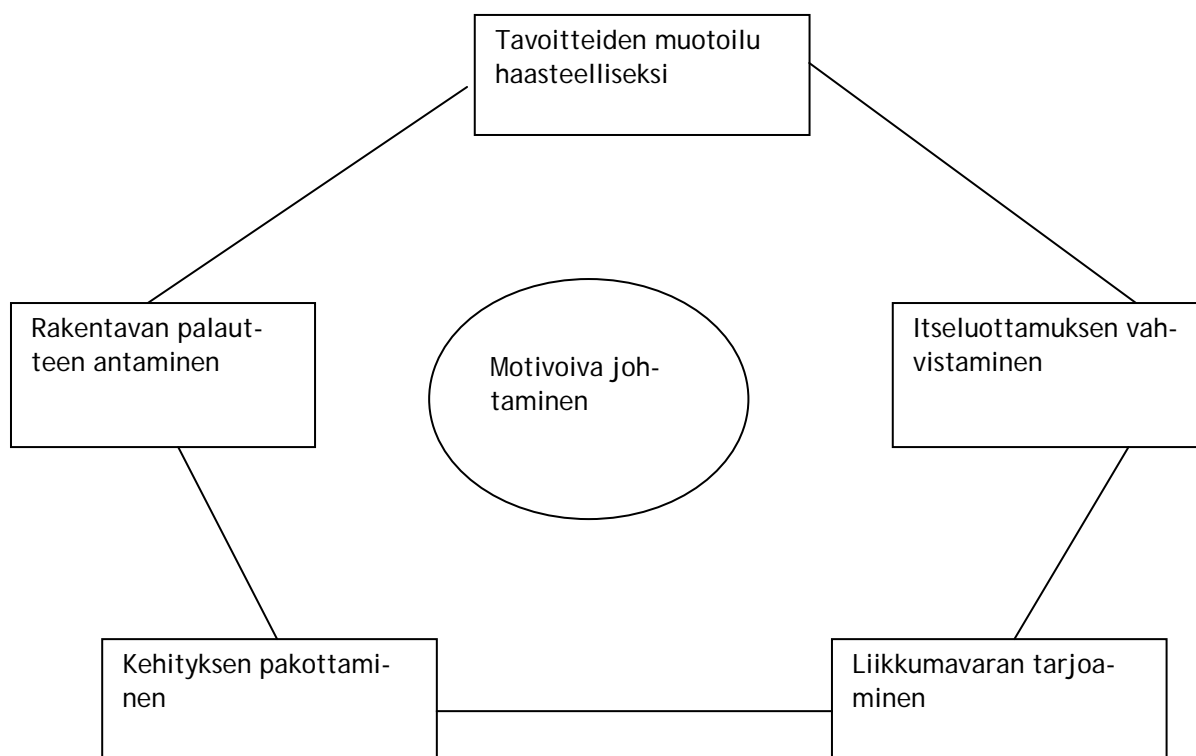 Tavoitteiden muotoilu
haasteelliseksi
Rakentavan palaut-
teen antaminen
Motivoiva joh-
taminen
Itseluottamuksen vah-
vistaminen
Kehityksen pakottami-
nen
Liikkumavaran tarjoa-
minen